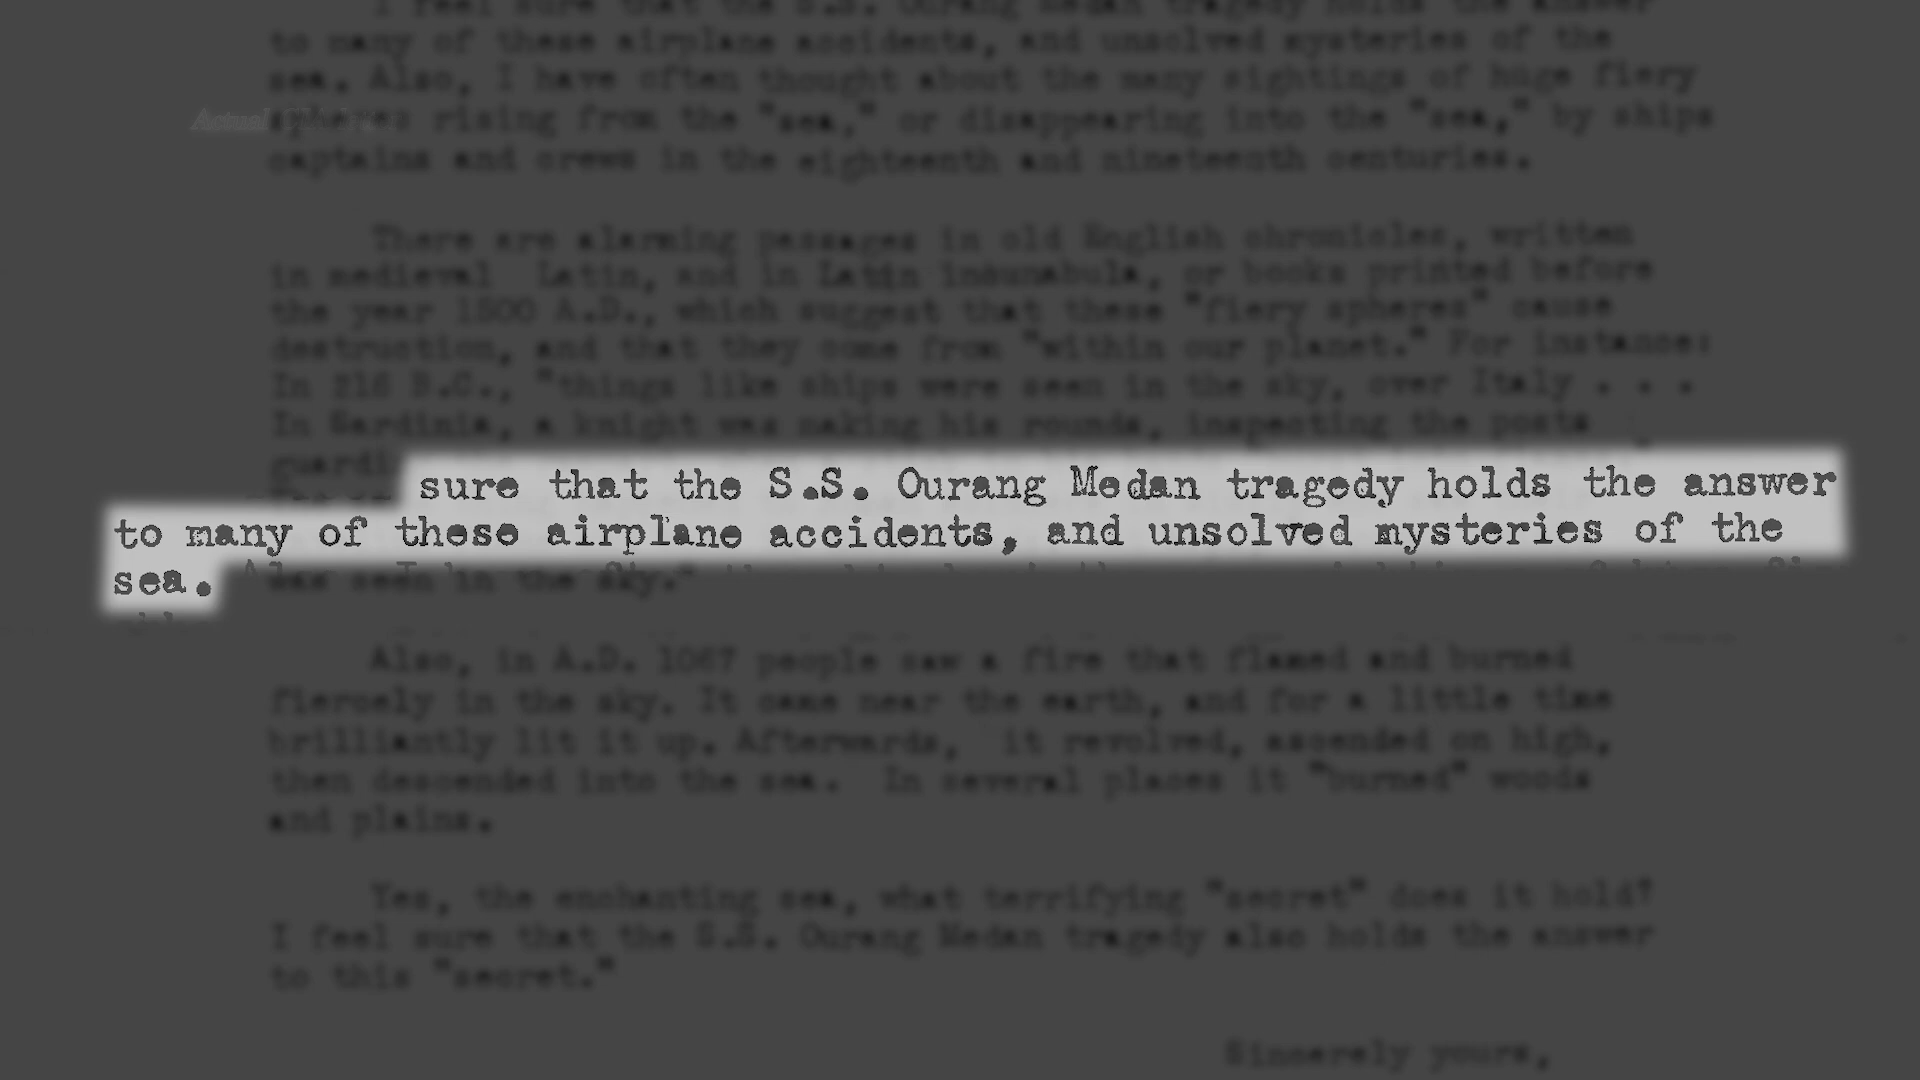 I feel sure that the S.S. Ourang Medan tragedy holds the answer
to many of these airplane accidents, and unsolved mysteries of the
sea. Also, I have often thought about the many sightings of huge fiery
Actual
rising from the "sea," or disappearing into the "sea," by ships
captains and crews in the eighteenth and nineteenth centuries.
There are alarming passages in old English chronicles, written
in medieval Latin, and in Latin insunabula, or books printed before
the year 1500 A.D., which suggest that these "fiery spheres" cause
destruction, and that they come from "within our planet." For instance:
In 216 B.C., "things like ships were seen in the sky, over Italy . . .
In Sardinia, a knight was making his rounds, inspecting the posts
sure that the S.S. Ourang Medan tragedy holds the answer
to many of these airplane accidents, and unsolved mysteries of the
sea.
was seen in the sky."
Also, in A.D. 1067 people saw a fire that flamed and burned
fiercely in the sky. It came near the earth, and for a little time
brilliantly lit it up. Afterwards, it revolved, ascended on high,
then descended into the sea. In several places it "burned" woods
and plains.
Yes, the enchanting sea, what terrifying "secret" does it hold?
I feel sure that the S.S. Ourang Medan tragedy also holds the answer
to this "secret."
Sincerely yours,